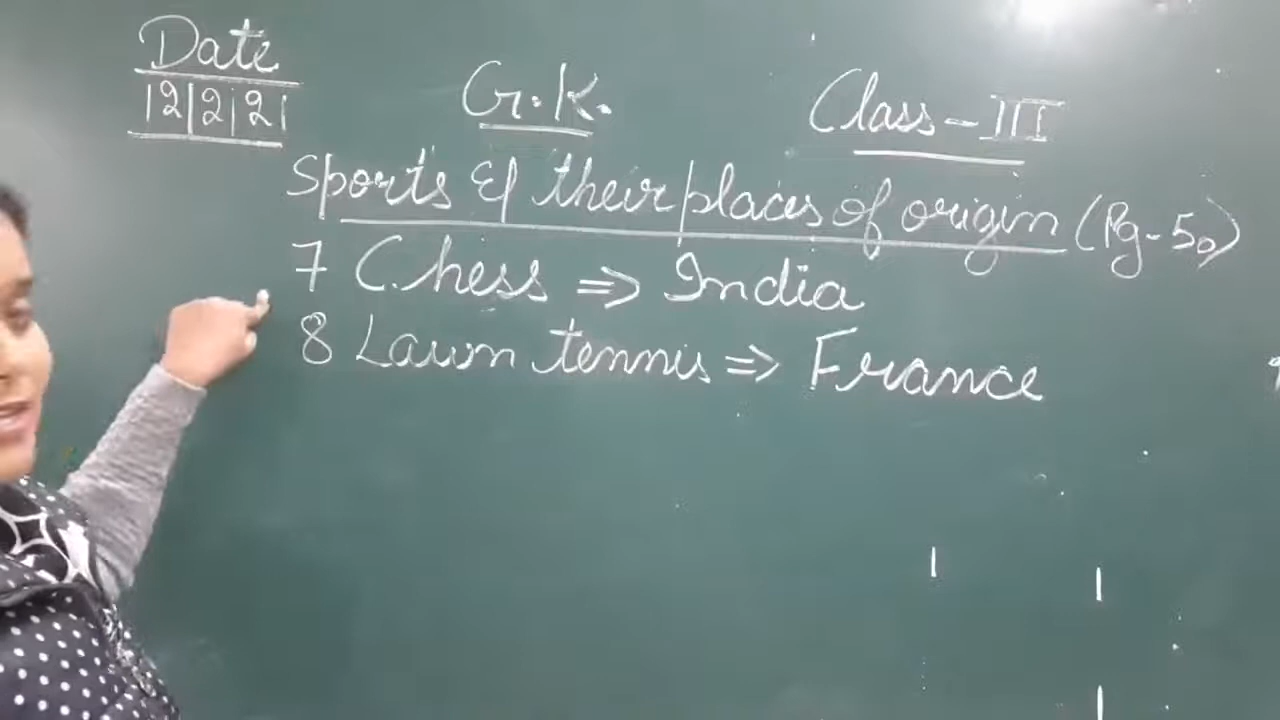 Date
12|2|21
G.K.
Class-III
Sports & their places of origin (Pg-50)
7 Chess => India
8 Lawn tennis => France